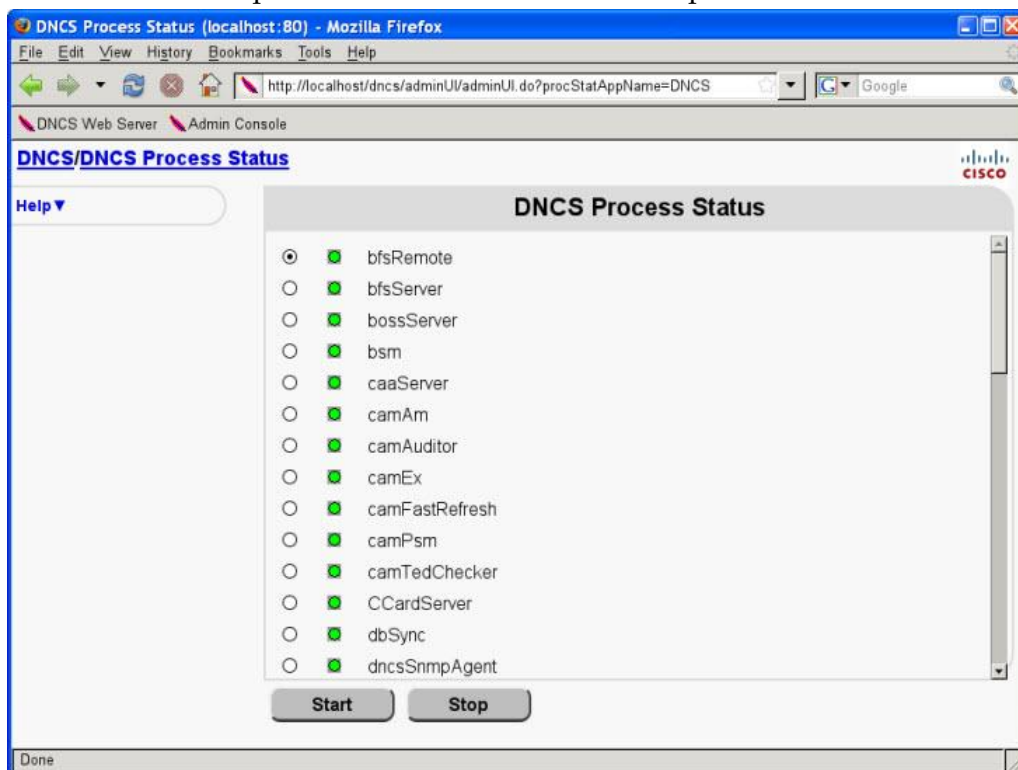 DNCS Process Status (localhost:80) - Mozilla Firefox
File Edit View History Bookmarks Tools Help
http://localhost/dncs/adminUI/adminUI.do?procStatAppName=DNCS
G Google
DNCS Web Server Admin Console
DNCS/DNCS Process Status
CISCO
Help
DNCS Process Status
bfsRemote
bfsServer
bossServer
bsm
caaServer
camAm
camAuditor
camEx
camFastRefresh
camPsm
camTedChecker
CCardServer
dbSync
dncsSnmpAgent
Start Stop
Done